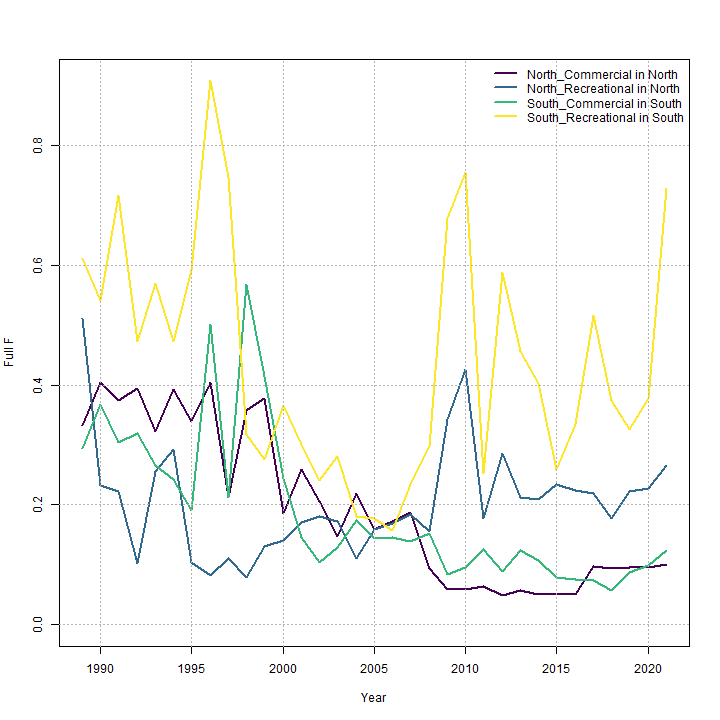 North_Commercial in North
North_Recreational in North
South_Commercial in South
South_Recreational in South
0.8
0.6
0.4
0.2
0.0
Full F
1990 1995 2000 2005 2010 2015 2020
Year